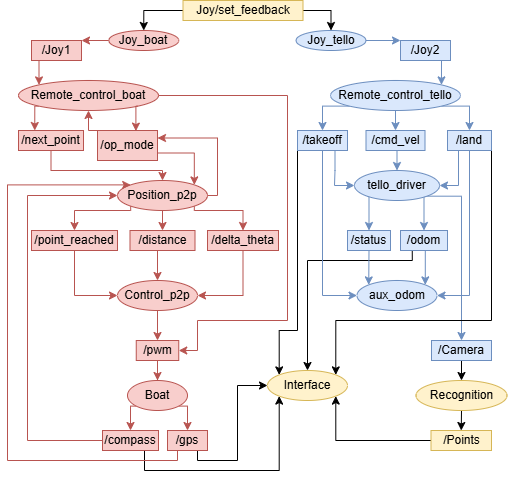 Joy/set_feedback
Joy_boat
Joy_tello
/Joy1
/Joy2
Remote_control_boat
Remote_control_tello
/next_point
/op_mode
/takeoff
/cmd_vel
/land
Position_p2p
tello_driver
/point_reached
/distance
/delta_theta
/status
/odom
Control_p2p
aux_odom
/pwm
/Camera
Boat
Interface
Recognition
/compass
/gps
/Points